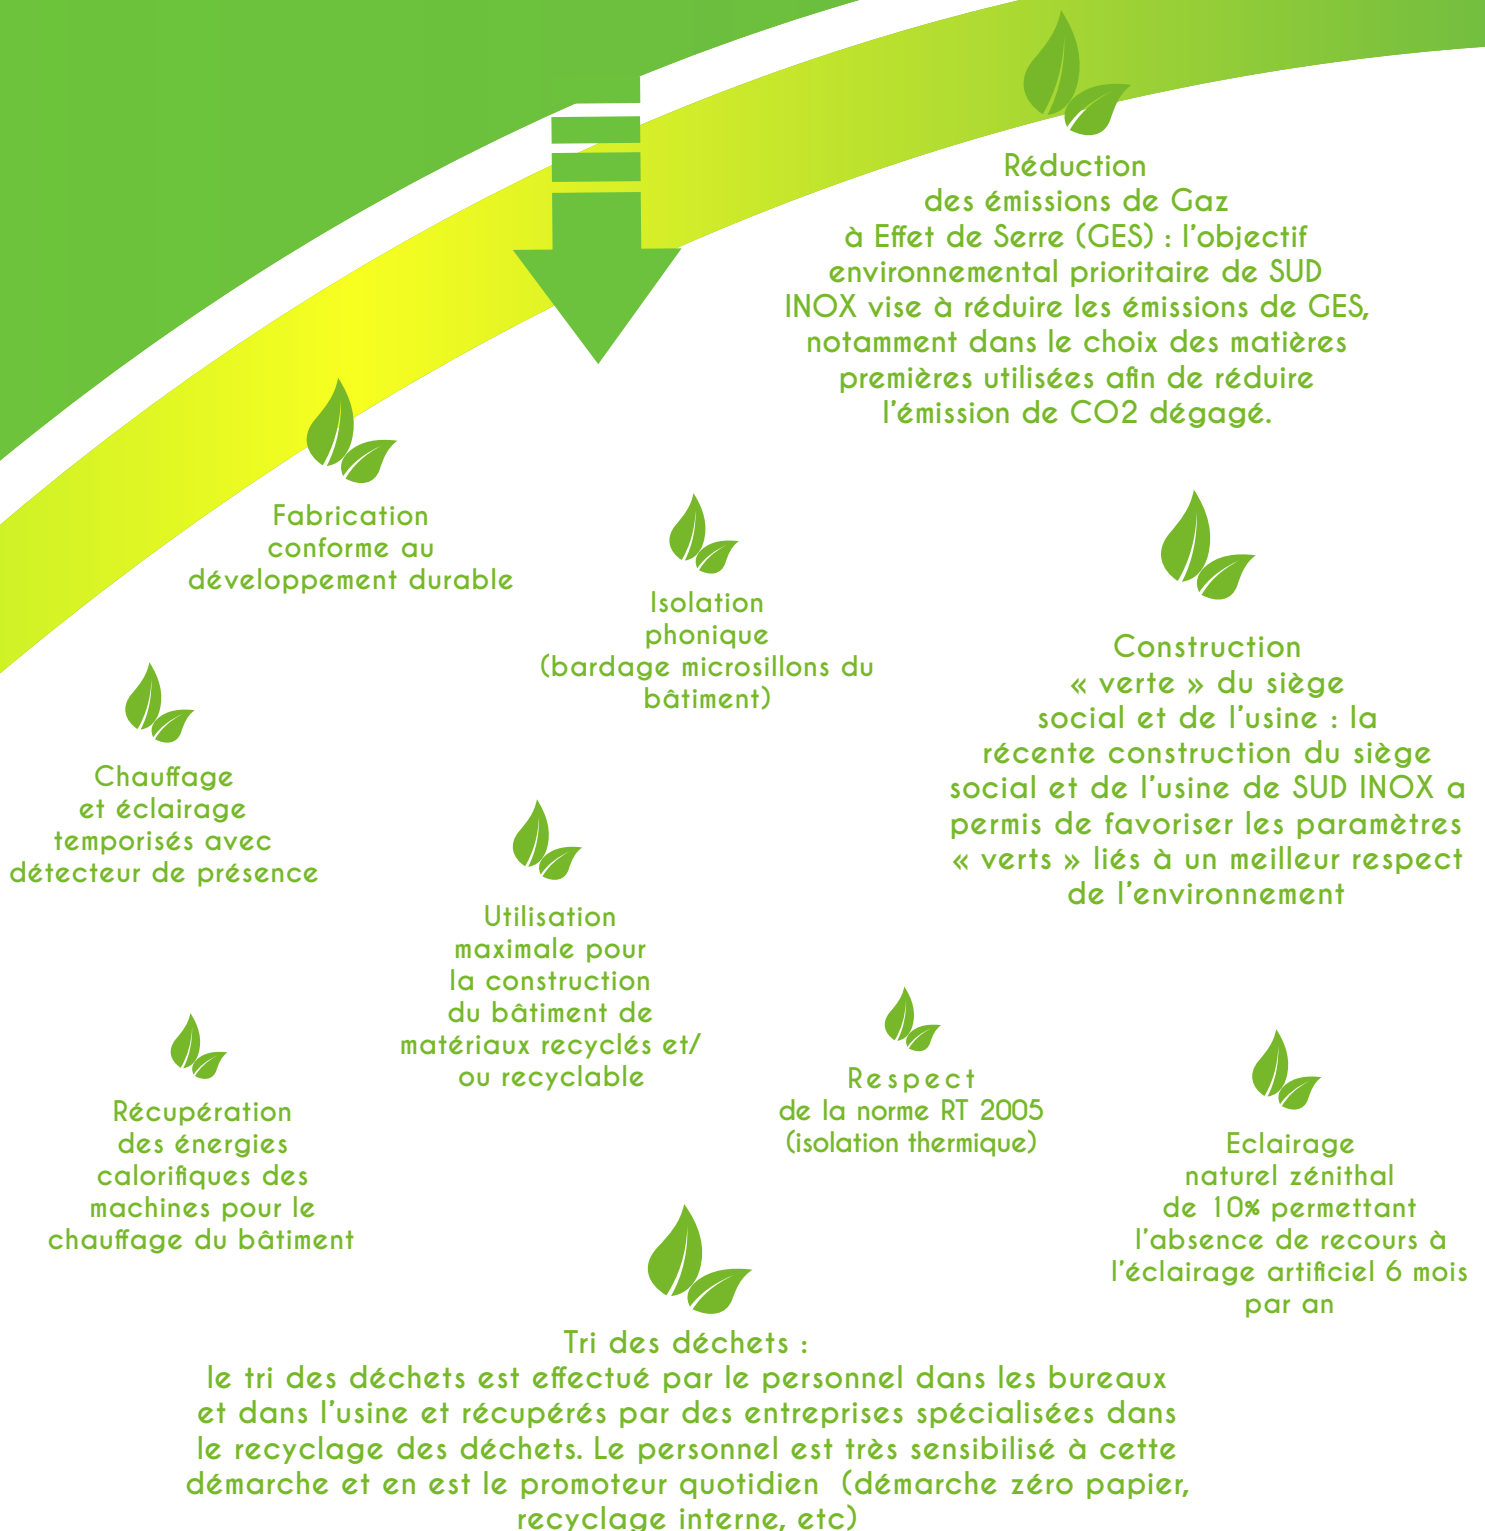 Réduction
des émissions de Gaz
à Effet de Serre (GES) : l'objectif
environnemental prioritaire de SUD
INOX vise à réduire les émissions de GES,
notamment dans le choix des matières
premières utilisées afin de réduire
l'émission de CO2 dégagé.
Fabrication
conforme au
développement durable
Isolation
phonique
(bardage microsillons du
bâtiment)
Construction
« verte » du siège
social et de l'usine : la
récente construction du siège
social et de l'usine de SUD INOX a
permis de favoriser les paramètres
« verts » liés à un meilleur respect
de l'environnement
Chauffage
et éclairage
temporisés avec
détecteur de présence
Utilisation
maximale pour
la construction
du bâtiment de
matériaux recyclés et/
ou recyclable
Respect
de la norme RT 2005
(isolation thermique)
Récupération
des énergies
calorifiques des
machines pour le
chauffage du bâtiment
Eclairage
naturel zénithal
de 10% permettant
l'absence de recours à
l'éclairage artificiel 6 mois
par an
Tri des déchets :
le tri des déchets est effectué par le personnel dans les bureaux
et dans l'usine et récupérés par des entreprises spécialisées dans
le recyclage des déchets. Le personnel est très sensibilisé à cette
démarche et en est le promoteur quotidien (démarche zéro papier,
recyclage interne, etc)